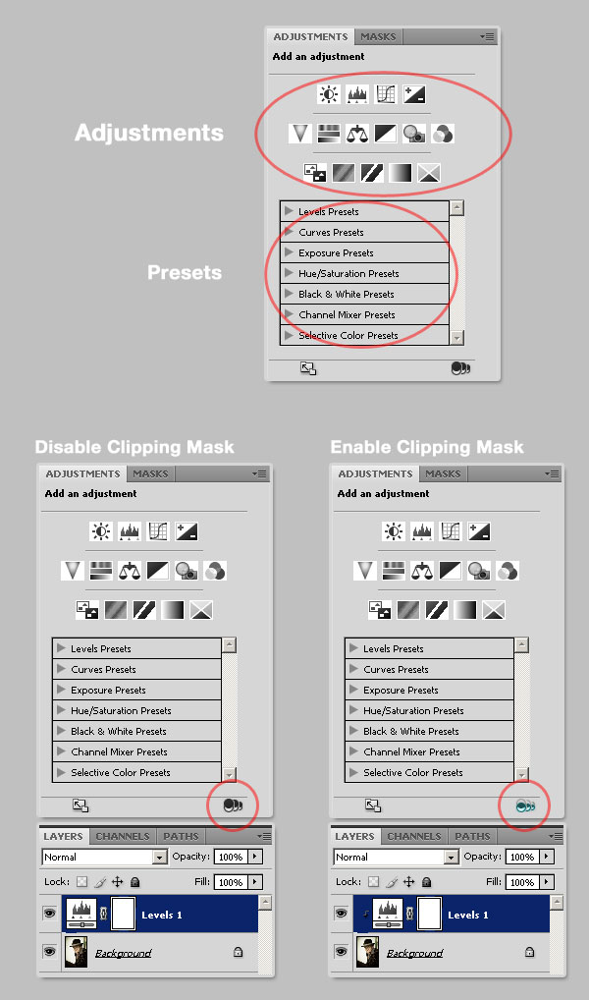 ADJUSTMENTS MASKS
Add an adjustment
Adjustments
Presets
Levels Presets
Curves Presets
Exposure Presets
Hue/Saturation Presets
Black & White Presets
Channel Mixer Presets
Selective Color Presets
Disable Clipping Mask
ADJUSTMENTS MASKS
Add an adjustment
Levels Presets
Curves Presets
Exposure Presets
Hue/Saturation Presets
Black & White Presets
Channel Mixer Presets
Selective Color Presets
LAYERS CHANNELS PATHS
Normal Opacity: 100%
Lock: Fill: 100%
Levels 1
Background
Enable Clipping Mask
ADJUSTMENTS MASKS
Add an adjustment
Levels Presets
Curves Presets
Exposure Presets
Hue/Saturation Presets
Black & White Presets
Channel Mixer Presets
Selective Color Presets
LAYERS CHANNELS PATHS
Normal Opacity: 100%
Lock: Fill: 100%
Levels 1
Background